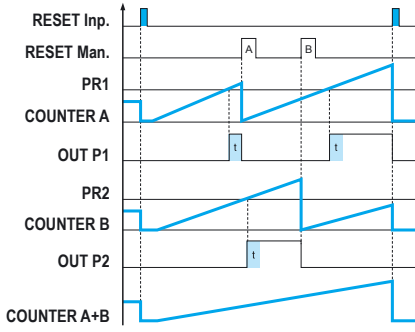 RESET Inp.
RESET Man. A B
PR1
COUNTER A
OUT P1 t t
PR2
COUNTER B
OUT P2 t
COUNTER A+B